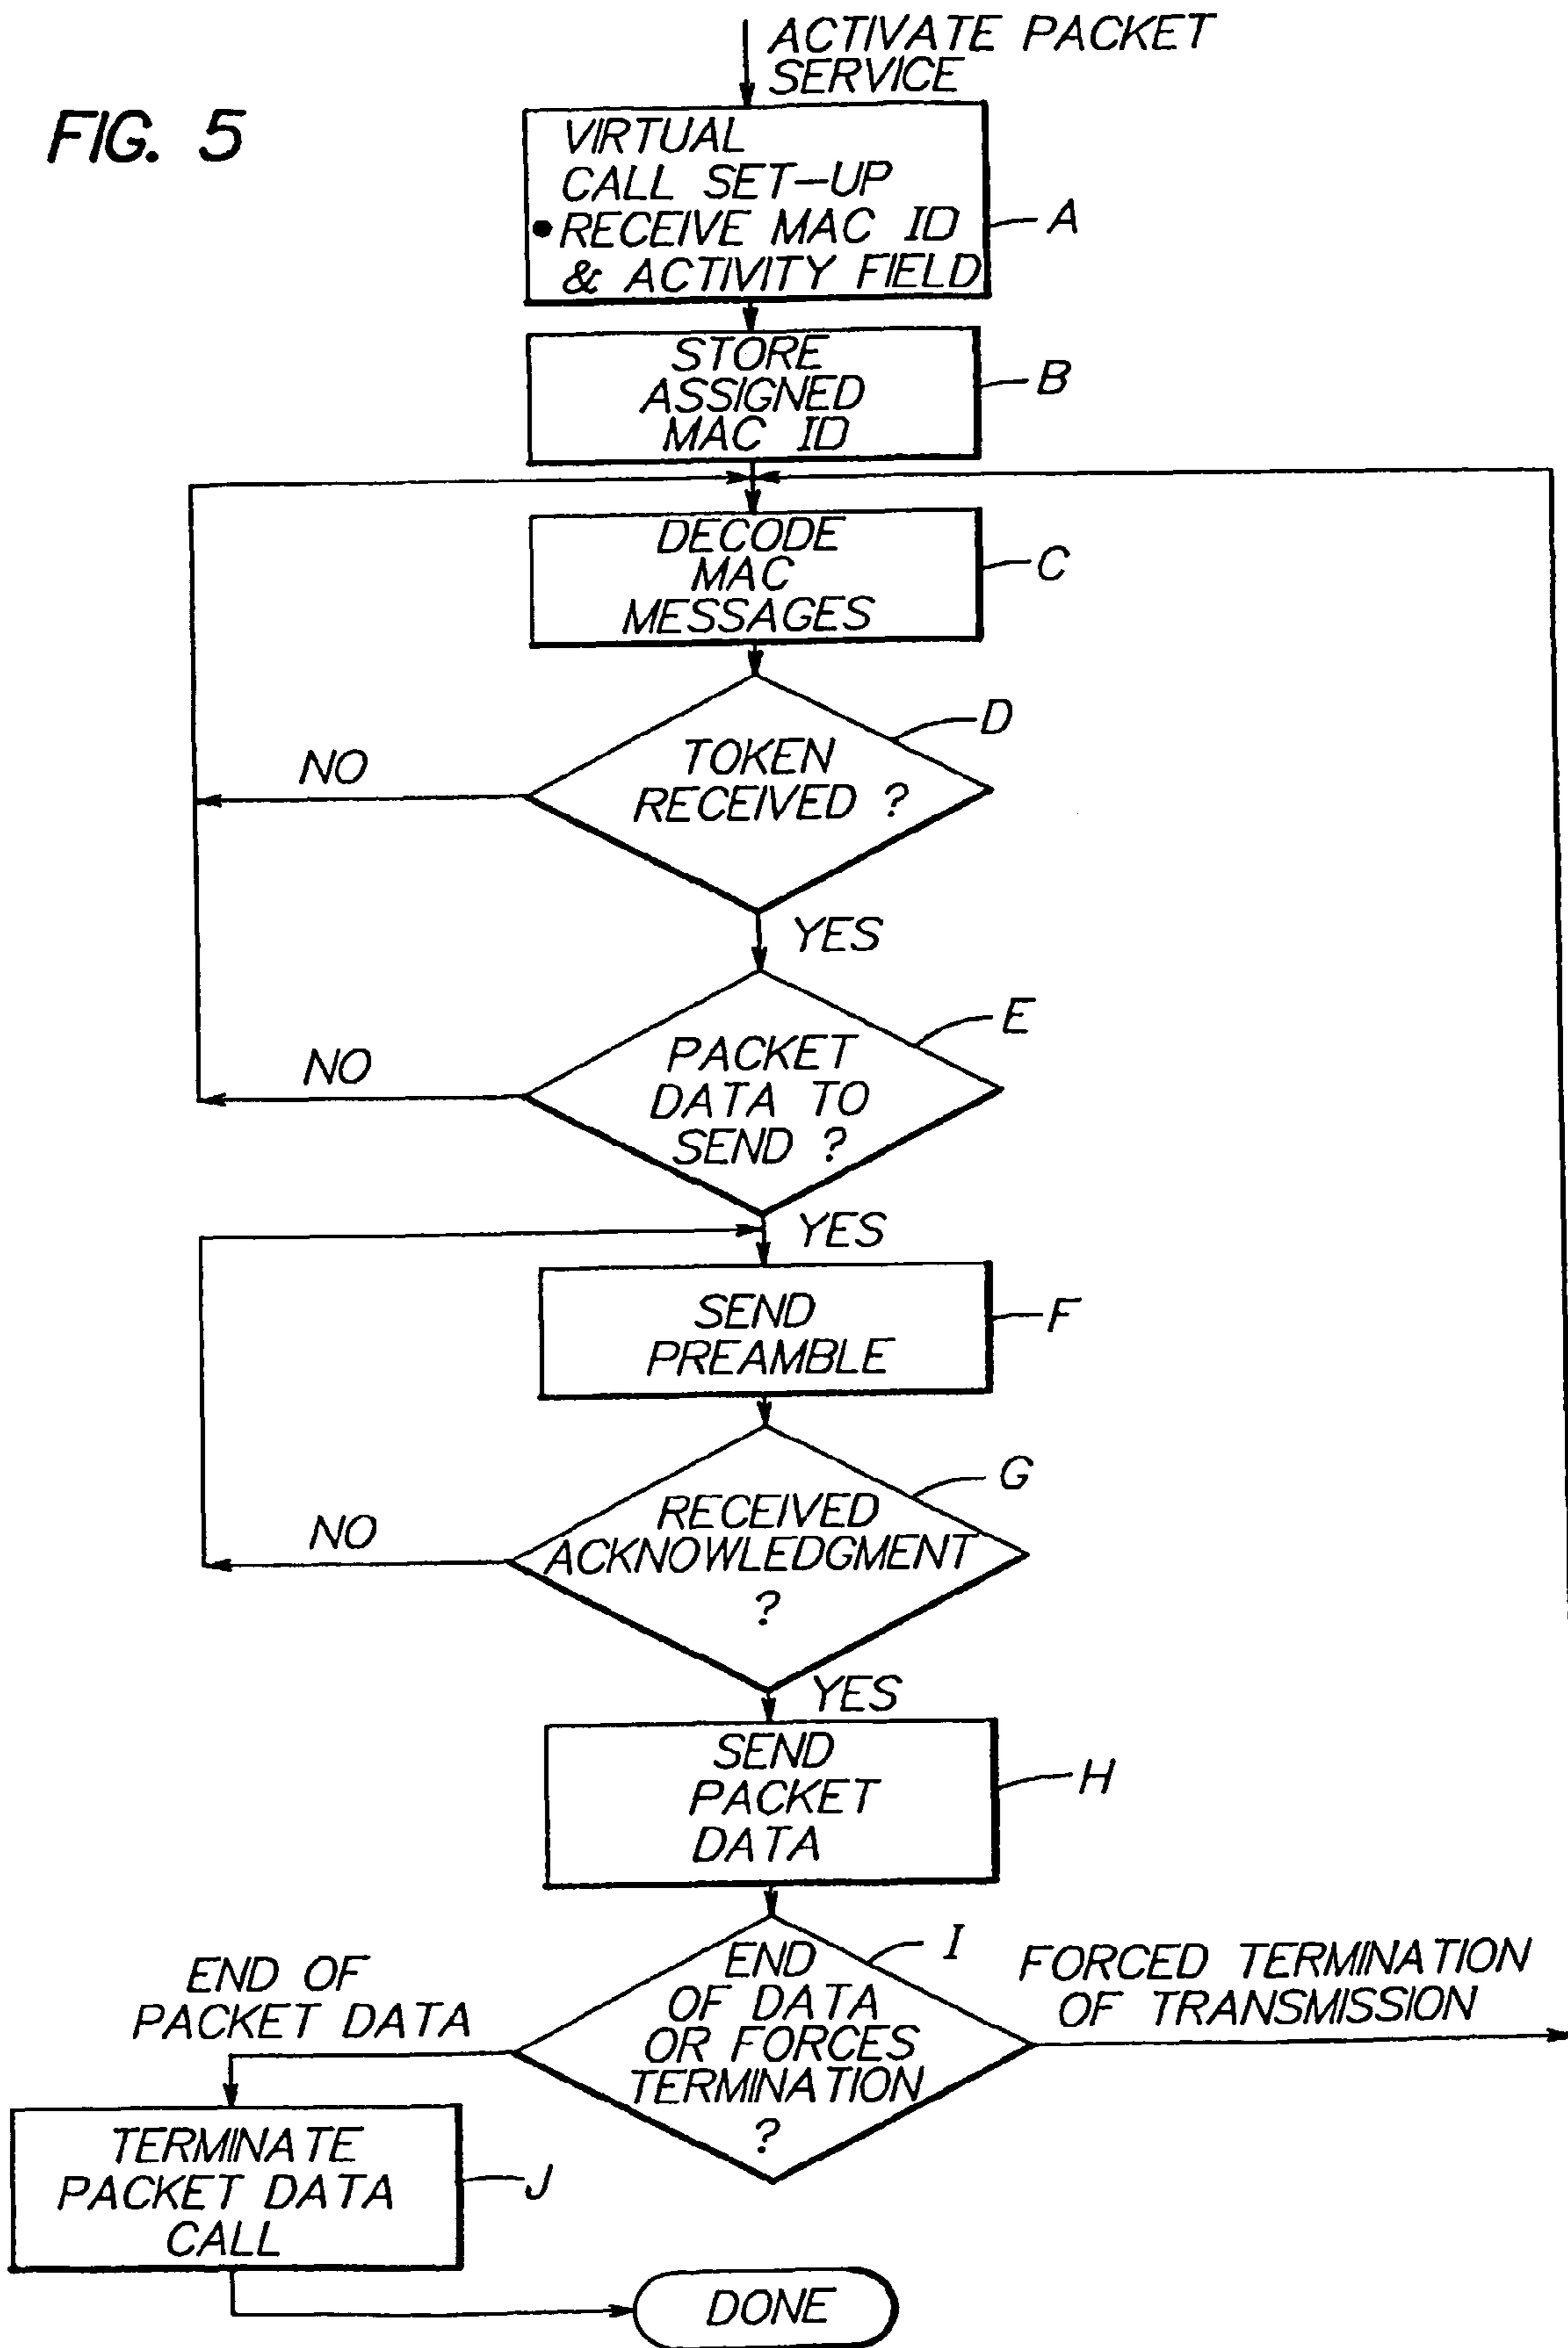 ACTIVATE PACKET
SERVICE
FIG. 5
VIRTUAL
CALL SET-UP
• RECEIVE MAC ID
& ACTIVITY FIELD
A
STORE
ASSIGNED
MAC ID
B
DECODE
MAC
MESSAGES
C
D
TOKEN
RECEIVED ?
NO
YES
E
PACKET
DATA TO
SEND ?
NO
YES
SEND
PREAMBLE
F
G
RECEIVED
ACKNOWLEDGMENT
?
NO
YES
SEND
PACKET
DATA
H
I
END
OF DATA
OR FORCES
TERMINATION
?
END OF
PACKET DATA
FORCED TERMINATION
OF TRANSMISSION
TERMINATE
PACKET DATA
CALL
J
DONE